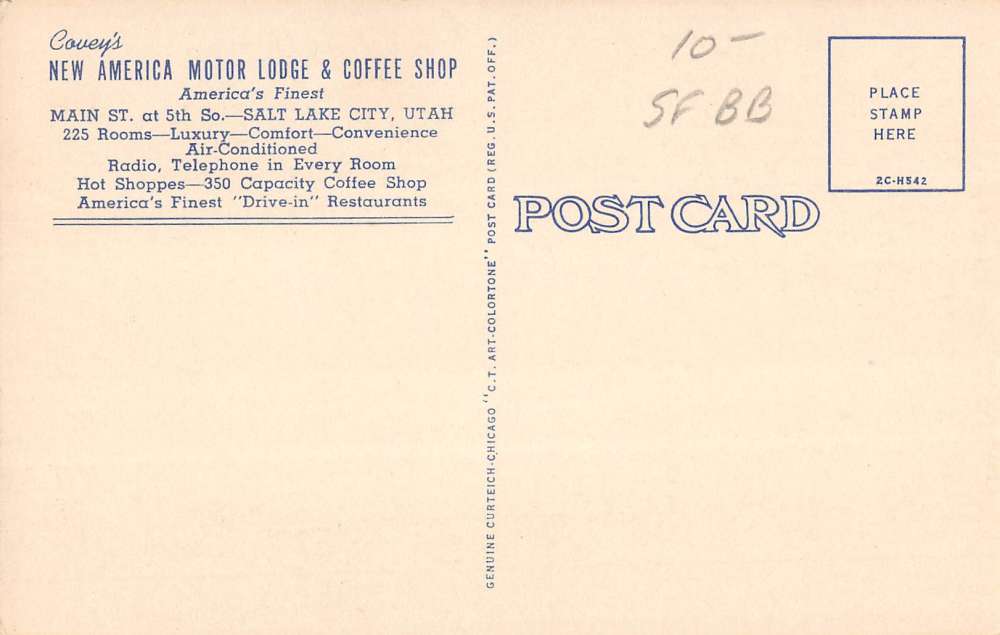 Covey's
NEW AMERICA MOTOR LODGE & COFFEE SHOP
America's Finest
MAIN ST. at 5th So.—SALT LAKE CITY, UTAH
225 Rooms—Luxury—Comfort—Convenience
Air-Conditioned
Radio, Telephone in Every Room
Hot Shoppes—350 Capacity Coffee Shop
America's Finest "Drive-in" Restaurants
GENUINE CURTEICH-CHICAGO "C.T. ART-COLORTONE" POST CARD (REG. U.S. PAT. OFF.)
10-
SF BB
POST CARD
PLACE
STAMP
HERE
2C-H542